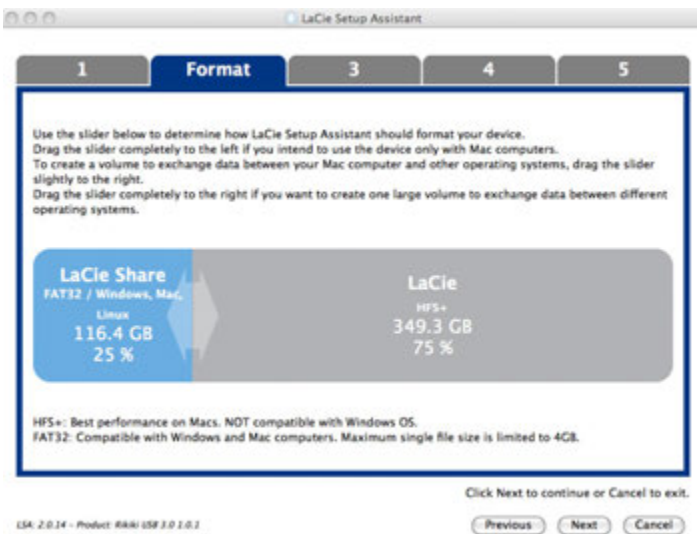 LaCie Setup Assistant
1 Format 3 4 5
Use the slider below to determine how LaCie Setup Assistant should format your device.
Drag the slider completely to the left if you intend to use the device only with Mac computers.
To create a volume to exchange data between your Mac computer and other operating systems, drag the slider
slightly to the right.
Drag the slider completely to the right if you want to create one large volume to exchange data between different
operating systems.
LaCie Share
FAT32 / Windows, Mac,
Linux
116.4 GB
25 %
LaCie
HFS+
349.3 GB
75 %
HFS+: Best performance on Macs. NOT compatible with Windows OS.
FAT32: Compatible with Windows and Mac computers. Maximum single file size is limited to 4GB.
Click Next to continue or Cancel to exit.
LSA: 2.0.14 - Product: Rikiki USB 3.0 1.0.1
Previous Next Cancel